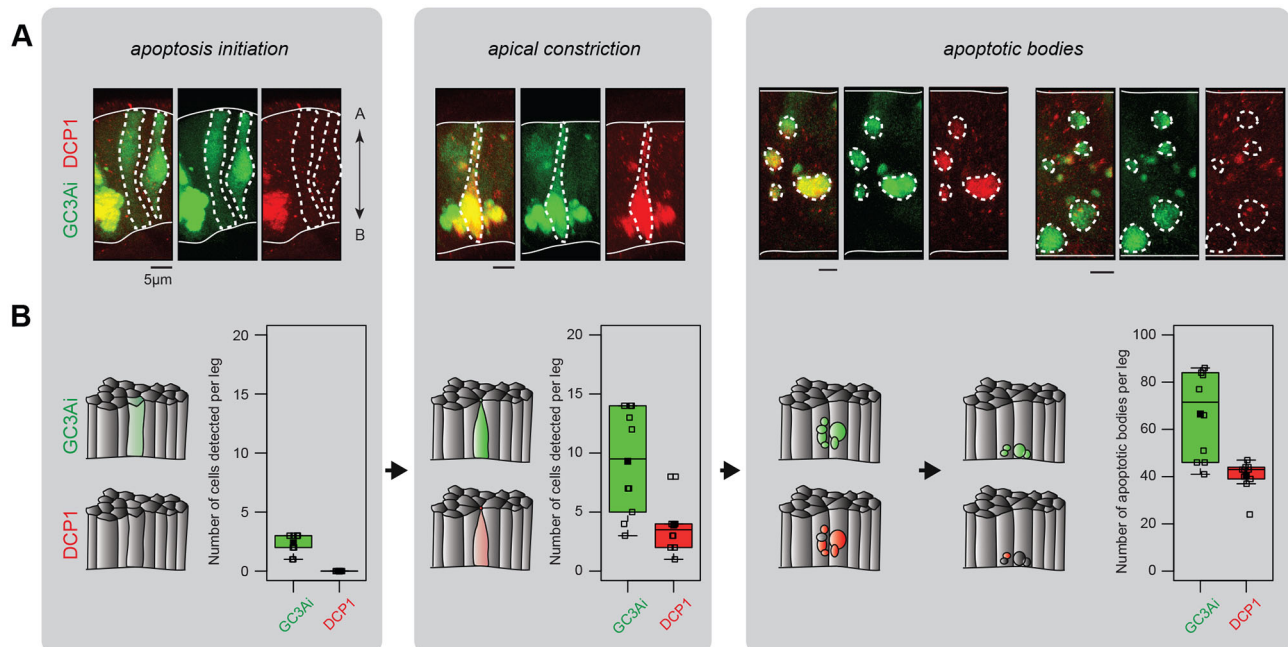 A
apoptosis initiation
apical constriction
apoptotic bodies
GC3Ai DCP1
A
B
5µm
B
GC3Ai
DCP1
Number of cells detected per leg
20
15
10
5
0
GC3Ai
DCP1
Number of cells detected per leg
20
15
10
5
0
GC3Ai
DCP1
Number of apoptotic bodies per leg
100
80
60
40
20
0
GC3Ai
DCP1